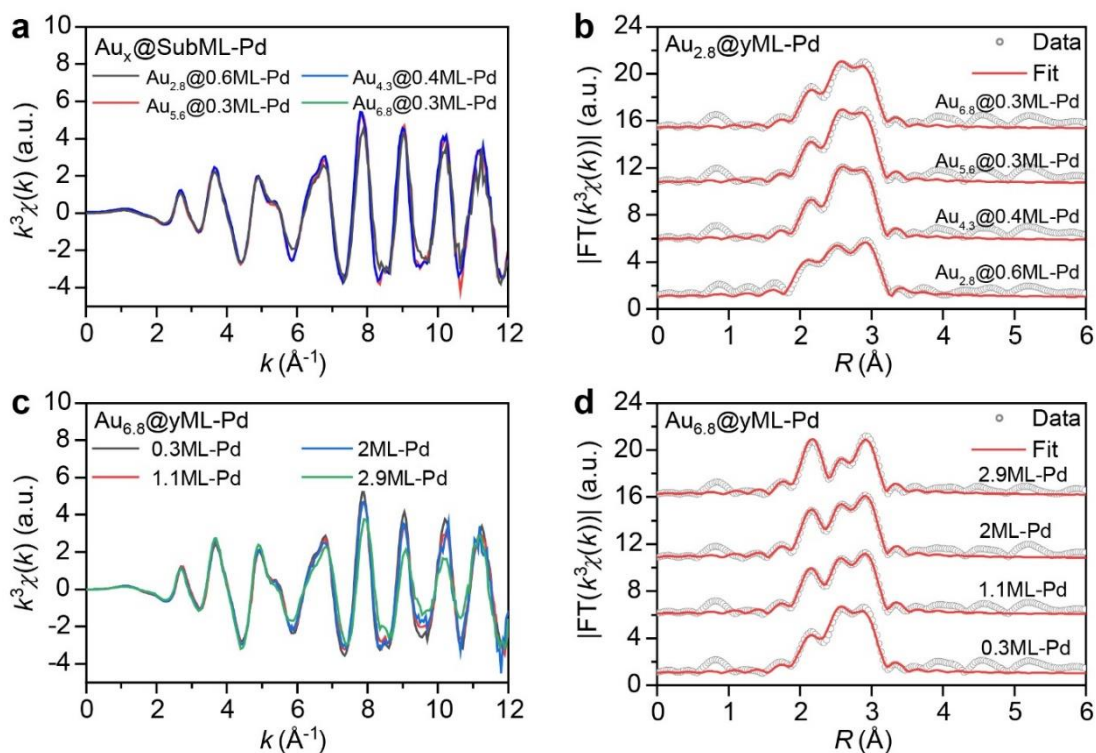 a
Au2.8@SubML-Pd
Au2.8@0.6ML-Pd
Au4.3@0.4ML-Pd
Au5.6@0.3ML-Pd
Au6.8@0.3ML-Pd
k³χ(k) (a.u.)
10
8
6
4
2
0
-2
-4
0 2 4 6 8 10 12
k (Å⁻¹)
b
Au2.8@yML-Pd
Data
Fit
Au6.8@0.3ML-Pd
Au5.6@0.3ML-Pd
Au4.3@0.4ML-Pd
Au2.8@0.6ML-Pd
|FT(k³χ(k))| (a.u.)
24
20
16
12
8
4
0
0 1 2 3 4 5 6
R (Å)
c
Au6.8@yML-Pd
0.3ML-Pd
2ML-Pd
1.1ML-Pd
2.9ML-Pd
k³χ(k) (a.u.)
10
8
6
4
2
0
-2
-4
0 2 4 6 8 10 12
k (Å⁻¹)
d
Au6.8@yML-Pd
Data
Fit
2.9ML-Pd
2ML-Pd
1.1ML-Pd
0.3ML-Pd
|FT(k³χ(k))| (a.u.)
24
20
16
12
8
4
0
0 1 2 3 4 5 6
R (Å)